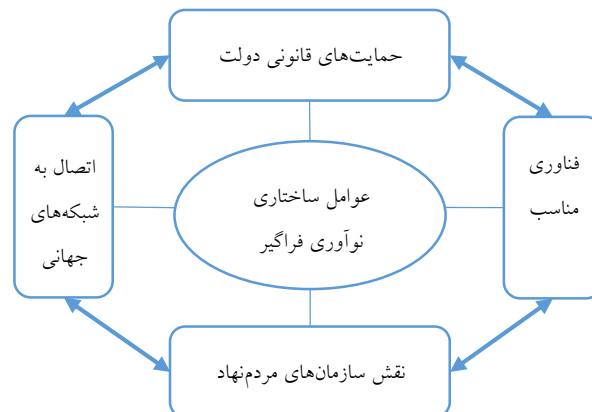 حمایت‌های قانونی دولت
فناوری
مناسب
عوامل ساختاری
نوآوری فراگیر
اتصال به
شبکه‌های
جهانی
نقش سازمان‌های مردم‌نهاد